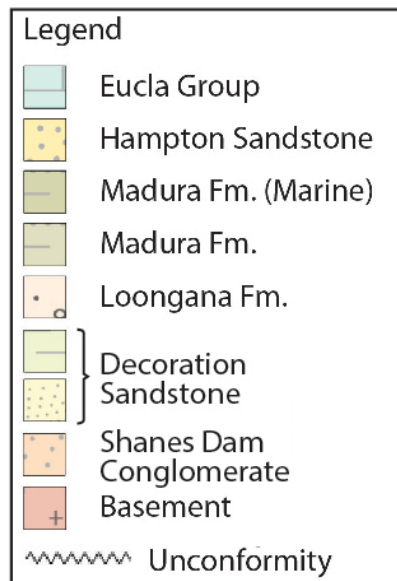 Legend
Eucla Group
Hampton Sandstone
Madura Fm. (Marine)
Madura Fm.
Loongana Fm.
Decoration
Sandstone
Shanes Dam
Conglomerate
Basement
Unconformity